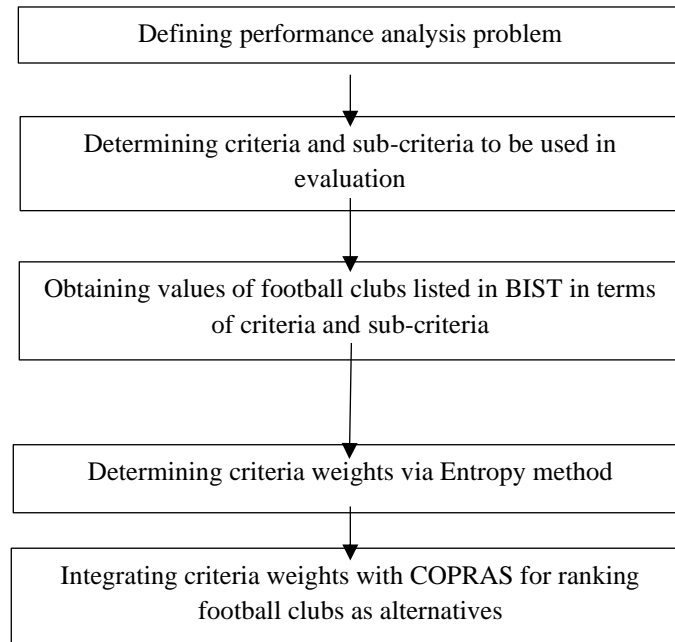 Defining performance analysis problem
Determining criteria and sub-criteria to be used in
evaluation
Obtaining values of football clubs listed in BIST in terms
of criteria and sub-criteria
Determining criteria weights via Entropy method
Integrating criteria weights with COPRAS for ranking
football clubs as alternatives